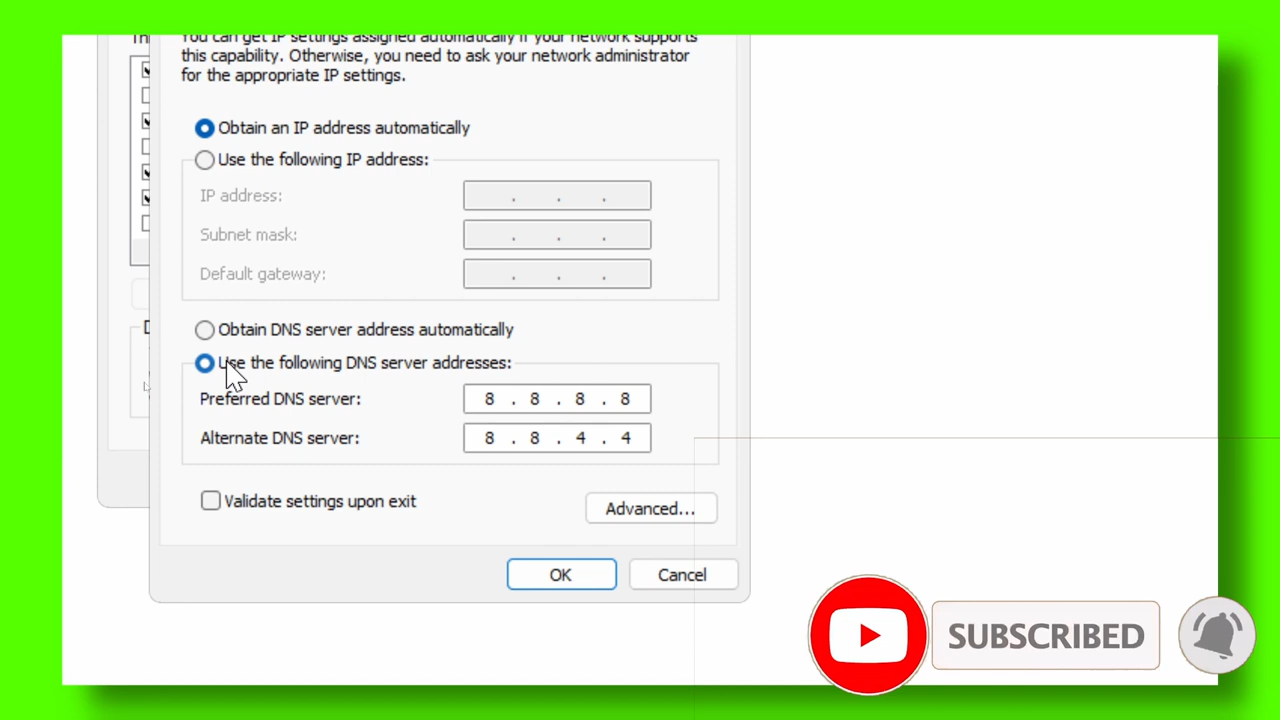 You can get IP settings assigned automatically if your network supports
this capability. Otherwise, you need to ask your network administrator
for the appropriate IP settings.
Obtain an IP address automatically
Use the following IP address:
IP address:
. . .
Subnet mask:
. . .
Default gateway:
. . .
Obtain DNS server address automatically
Use the following DNS server addresses:
Preferred DNS server:
8 . 8 . 8 . 8
Alternate DNS server:
8 . 8 . 4 . 4
Validate settings upon exit
Advanced...
OK
Cancel
SUBSCRIBED